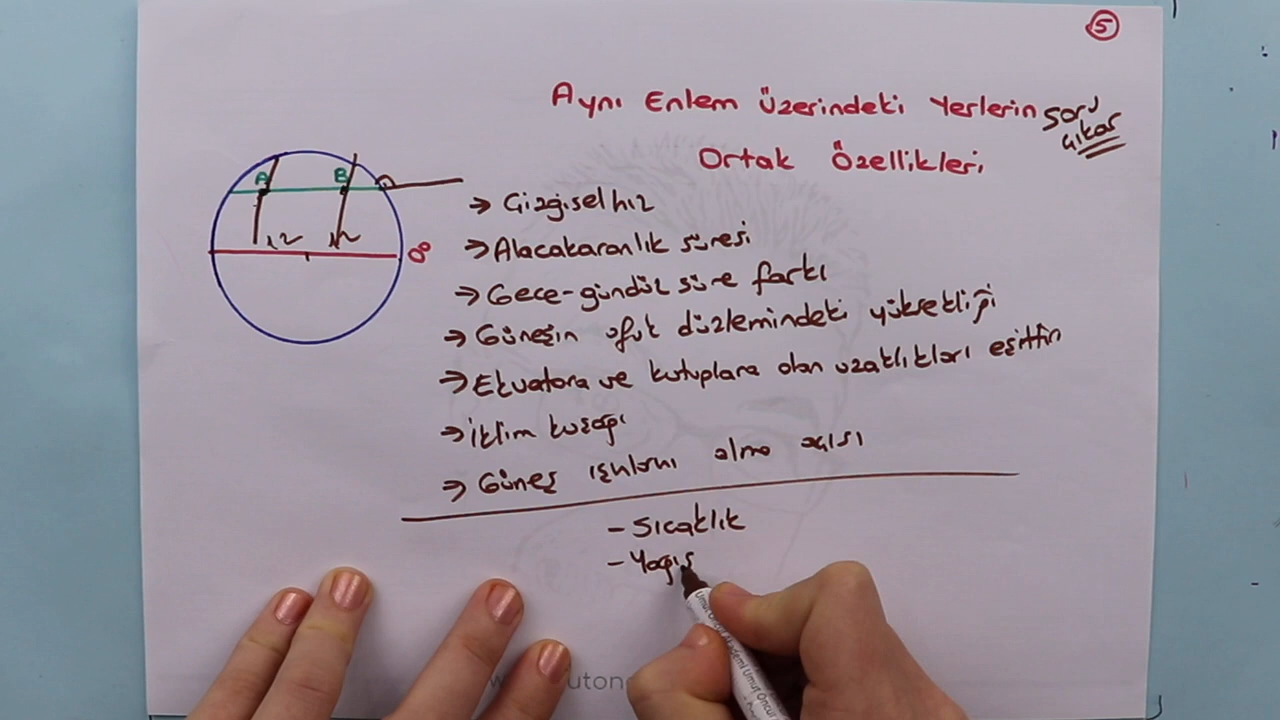 5
Aynı Enlem üzerindeki Yerlerin
Soru
çıkar
Ortak Özellikleri
A B
0°
→ Çizgisel hız
→ Alacakaranlık süresi
→ Gece-gündüz süre farkı
→ Güneşin ufuk düzlemindeki yüksekliği
→ Ekvatora ve kutuplara olan uzaklıkları eşittir
→ İklim kuşağı
→ Güneş ışınlarını alma açısı
- Sıcaklık
- Yağış